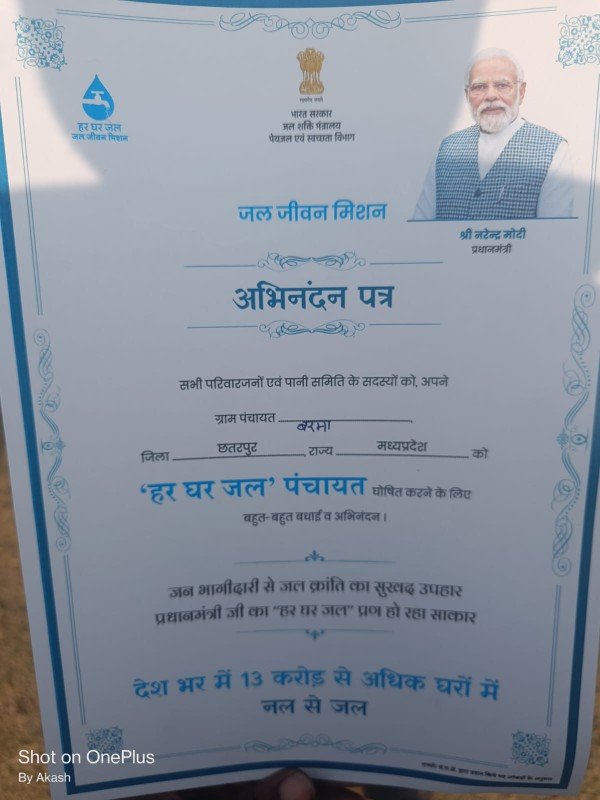 हर घर जल
जल जीवन मिशन
सत्यमेव जयते
भारत सरकार
जल शक्ति मंत्रालय
पेयजल एवं स्वच्छता विभाग
जल जीवन मिशन
श्री नरेन्द्र मोदी
प्रधानमंत्री
अभिनंदन पत्र
सभी परिवारजनों एवं पानी समिति के सदस्यों को, अपने
ग्राम पंचायत बरमा
जिला छतरपुर, राज्य मध्यप्रदेश को
'हर घर जल' पंचायत घोषित करने के लिए
बहुत-बहुत बधाई व अभिनंदन।
जन भागीदारी से जल क्रांति का सुखद उपहार
प्रधानमंत्री जी का "हर घर जल" प्रण हो रहा साकार
देश भर में 13 करोड़ से अधिक घरों में
नल से जल
Shot on OnePlus
By Akash